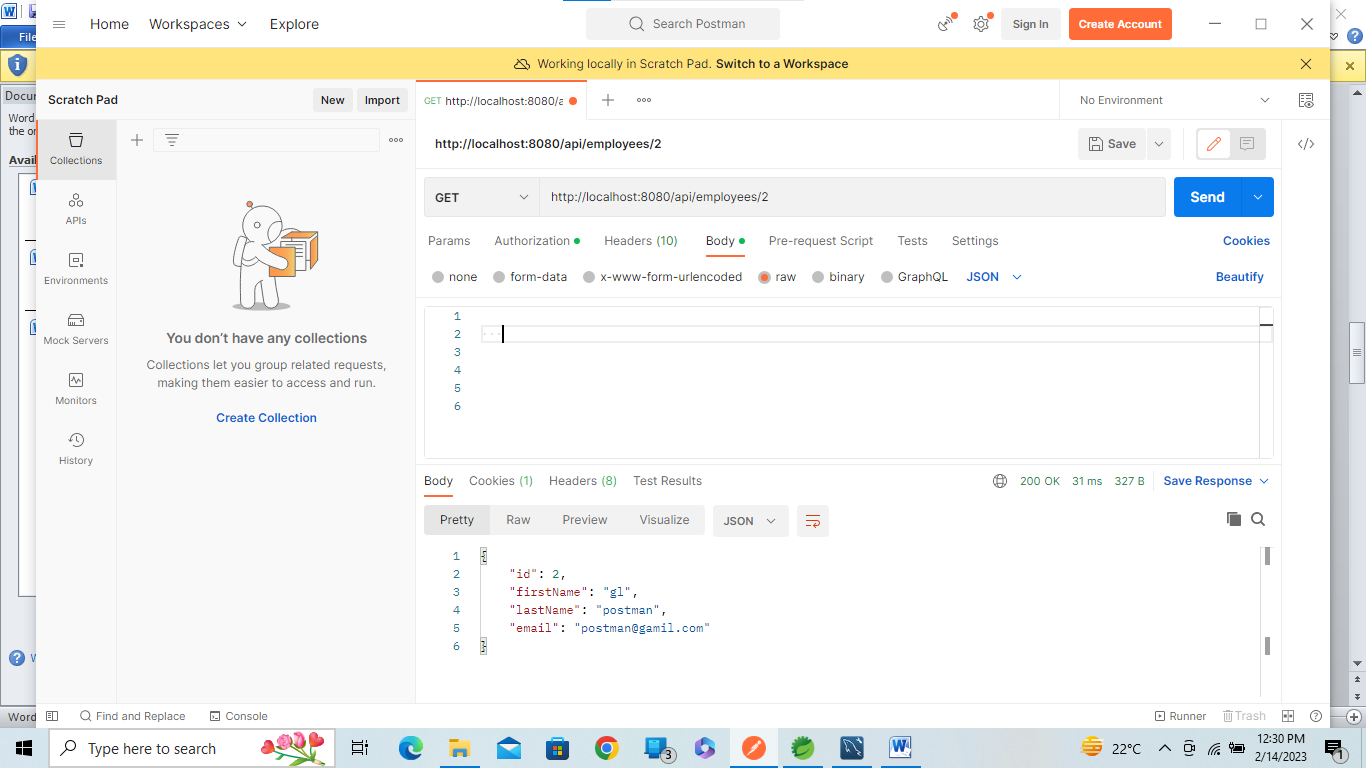 File
Home
Workspaces
Explore
Search Postman
Sign In
Create Account
Working locally in Scratch Pad. Switch to a Workspace
Docur
Word
the or
Avail
Scratch Pad
New
Import
GET http://localhost:8080/a
No Environment
Collections
APIs
Environments
Mock Servers
Monitors
History
You don't have any collections
Collections let you group related requests,
making them easier to access and run.
Create Collection
http://localhost:8080/api/employees/2
Save
GET
http://localhost:8080/api/employees/2
Send
Params
Authorization
Headers (10)
Body
Pre-request Script
Tests
Settings
Cookies
none
form-data
x-www-form-urlencoded
raw
binary
GraphQL
JSON
Beautify
1
2
3
4
5
6
Body
Cookies (1)
Headers (8)
Test Results
200 OK
31 ms
327 B
Save Response
Pretty
Raw
Preview
Visualize
JSON
1 {
2 "id": 2,
3 "firstName": "gl",
4 "lastName": "postman",
5 "email": "postman@gamil.com"
6 }
Word
Find and Replace
Console
Runner
Trash
Type here to search
3
22°C
12:30 PM
2/14/2023
1